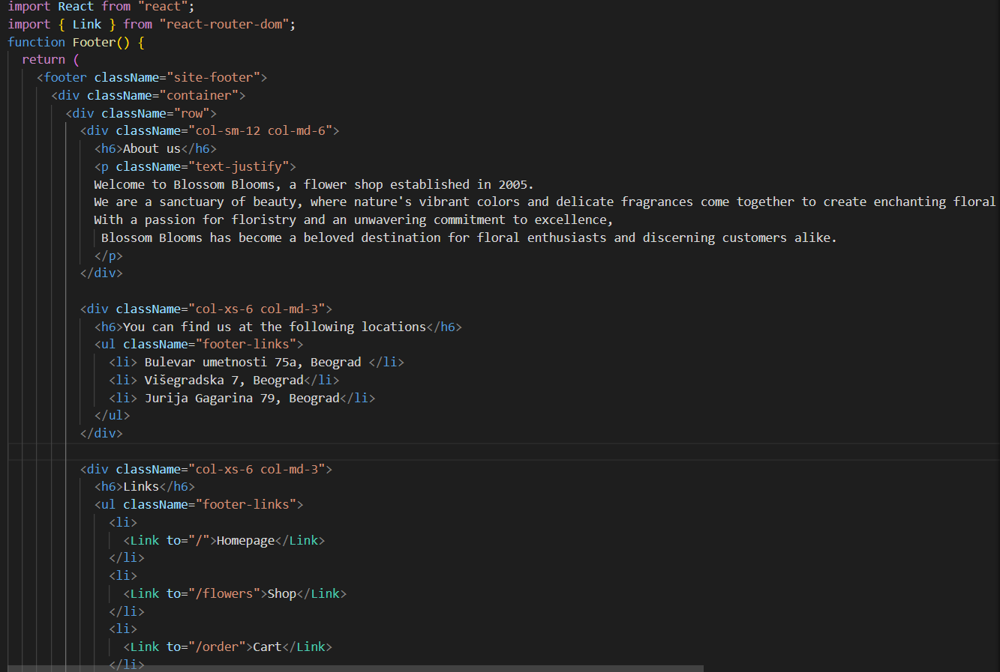 import React from "react";
import { Link } from "react-router-dom";
function Footer() {
  return (
    <footer className="site-footer">
      <div className="container">
        <div className="row">
          <div className="col-sm-12 col-md-6">
            <h6>About us</h6>
            <p className="text-justify">
            Welcome to Blossom Blooms, a flower shop established in 2005.
            We are a sanctuary of beauty, where nature's vibrant colors and delicate fragrances come together to create enchanting floral
            With a passion for floristry and an unwavering commitment to excellence,
             Blossom Blooms has become a beloved destination for floral enthusiasts and discerning customers alike.
            </p>
          </div>

          <div className="col-xs-6 col-md-3">
            <h6>You can find us at the following locations</h6>
            <ul className="footer-links">
              <li> Bulevar umetnosti 75a, Beograd </li>
              <li> Višegradska 7, Beograd</li>
              <li> Jurija Gagarina 79, Beograd</li>
            </ul>
          </div>

          <div className="col-xs-6 col-md-3">
            <h6>Links</h6>
            <ul className="footer-links">
              <li>
                <Link to="/">Homepage</Link>
              </li>
              <li>
                <Link to="/flowers">Shop</Link>
              </li>
              <li>
                <Link to="/order">Cart</Link>
              </li>